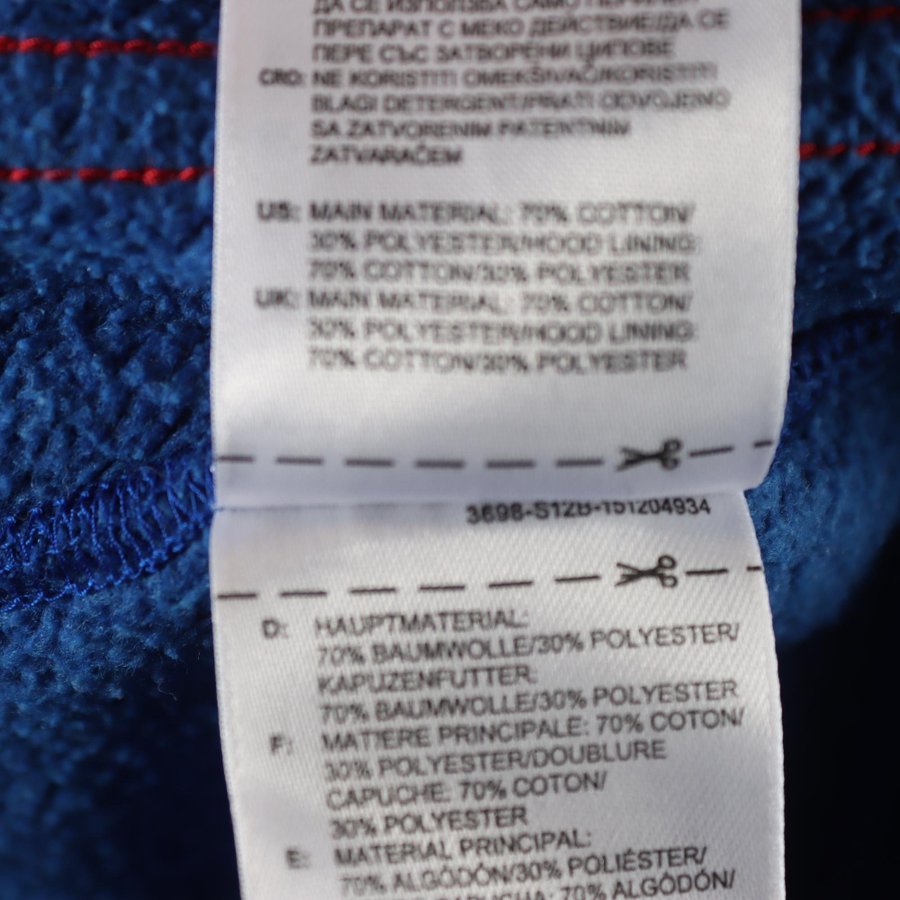 ДА СЕ ИЗПОЛЗВА САМО ПЕРИЛЕН
ПРЕПАРАТ С МЕКО ДЕЙСТВИЕ/ДА СЕ
ПЕРЕ СЪС ЗАТВОРЕНИ ЦИПОВЕ
CRO: NE KORISTITI OMEKŠIVAČ/KORISTITI
BLAGI DETERGENT/PRATI ODVOJENO
SA ZATVORENIM PATENTNIM
ZATVARAČEM
US: MAIN MATERIAL: 70% COTTON/
30% POLYESTER/HOOD LINING:
70% COTTON/30% POLYESTER
UK: MAIN MATERIAL: 70% COTTON/
30% POLYESTER/HOOD LINING:
70% COTTON/30% POLYESTER
3698-S12B-151204934
D: HAUPTMATERIAL:
70% BAUMWOLLE/30% POLYESTER/
KAPUZENFUTTER:
70% BAUMWOLLE/30% POLYESTER
F: MATIERE PRINCIPALE: 70% COTON/
30% POLYESTER/DOUBLURE
CAPUCHE: 70% COTON/
30% POLYESTER
E: MATERIAL PRINCIPAL:
70% ALGODÓN/30% POLIÉSTER/
CAPUCHA: 70% ALGODÓN/